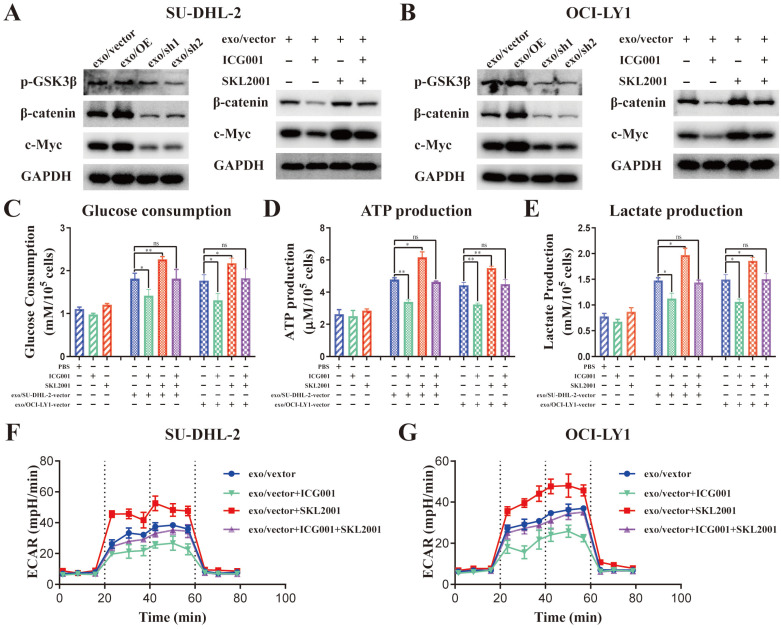 A SU-DHL-2
exo/vector exo/OE exo/sh1 exo/sh2
p-GSK3β
β-catenin
c-Myc
GAPDH
exo/vector + + + +
ICG001 − + − +
SKL2001 − − + +
β-catenin
c-Myc
GAPDH
B OCI-LY1
exo/vector exo/OE exo/sh1 exo/sh2
p-GSK3β
β-catenin
c-Myc
GAPDH
exo/vector + + + +
ICG001 − + − +
SKL2001 − − + +
β-catenin
c-Myc
GAPDH
C Glucose consumption
Glucose Consumption
(mM/10⁵ cells)
3
2
1
0
ns
**
*
ns
*
*
PBS
ICG001
SKL2001
exo/SU-DHL-2-vector
exo/OCI-LY1-vector
D ATP production
ATP production
(μM/10⁵ cells)
8
6
4
2
0
ns
*
**
ns
*
**
PBS
ICG001
SKL2001
exo/SU-DHL-2-vector
exo/OCI-LY1-vector
E Lactate production
Lactate Production
(mM/10⁵ cells)
2.5
2.0
1.5
1.0
0.5
0.0
ns
*
*
ns
*
*
PBS
ICG001
SKL2001
exo/SU-DHL-2-vector
exo/OCI-LY1-vector
F SU-DHL-2
ECAR (mpH/min)
80
60
40
20
0
0 20 40 60 80 100
Time (min)
exo/vextor
exo/vector+ICG001
exo/vector+SKL2001
exo/vector+ICG001+SKL2001
G OCI-LY1
ECAR (mpH/min)
60
40
20
0
0 20 40 60 80 100
Time (min)
exo/vextor
exo/vector+ICG001
exo/vector+SKL2001
exo/vector+ICG001+SKL2001